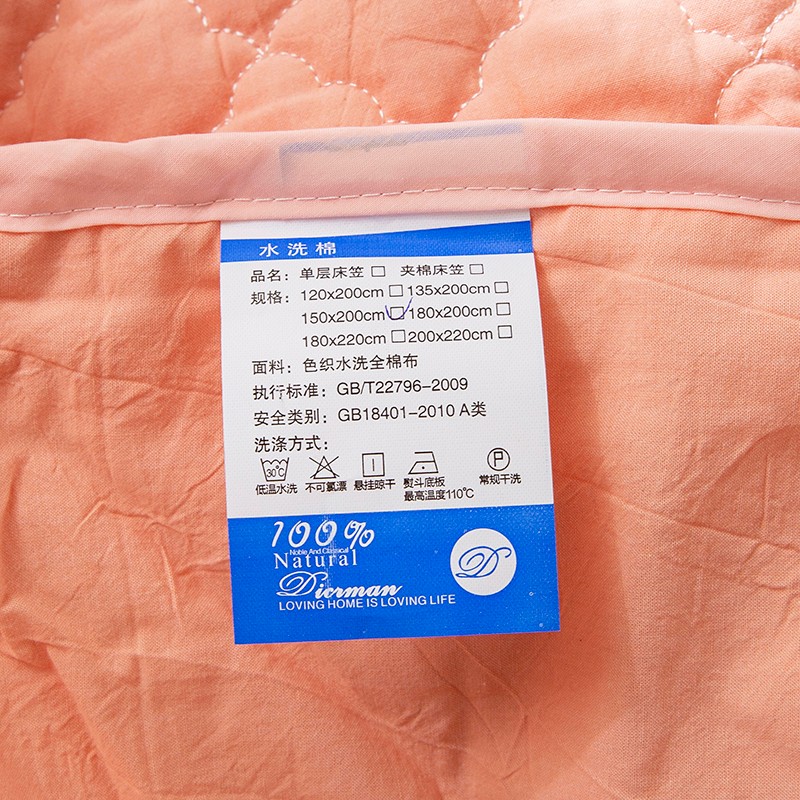 水洗棉
品名：单层床笠□ 夹棉床笠□
规格：120x200cm□135x200cm□
150x200cm□180x200cm□
180x220cm□200x220cm□
面料：色织水洗全棉布
执行标准：GB/T22796-2009
安全类别：GB18401-2010 A类
洗涤方式：
30℃ P
低温水洗 不可氯漂 悬挂晾干 熨斗底板 常规干洗
最高温度110℃
100%
Noble And Classical
Natural
Dicrman D
LOVING HOME IS LOVING LIFE